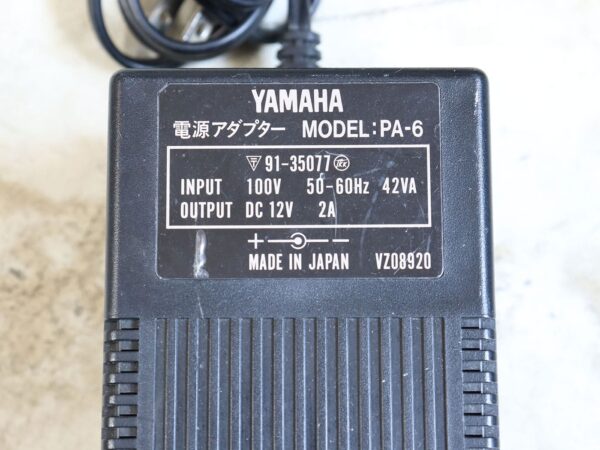 YAMAHA
電源アダプター MODEL:PA-6
91-35077
INPUT 100V 50-60Hz 42VA
OUTPUT DC 12V 2A
+ -
MADE IN JAPAN VZ08920